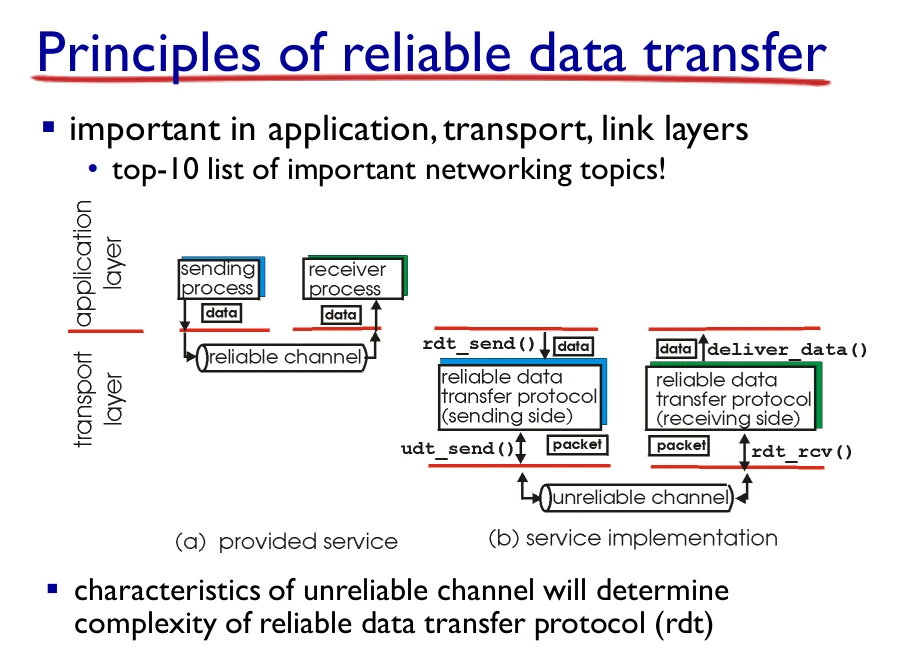 Principles of reliable data transfer
important in application, transport, link layers
top-10 list of important networking topics!
application
layer
transport
layer
sending
process
receiver
process
data
data
reliable channel
rdt_send()
data
data
deliver_data()
reliable data
transfer protocol
(sending side)
reliable data
transfer protocol
(receiving side)
udt_send()
packet
packet
rdt_rcv()
unreliable channel
(a) provided service
(b) service implementation
characteristics of unreliable channel will determine
complexity of reliable data transfer protocol (rdt)